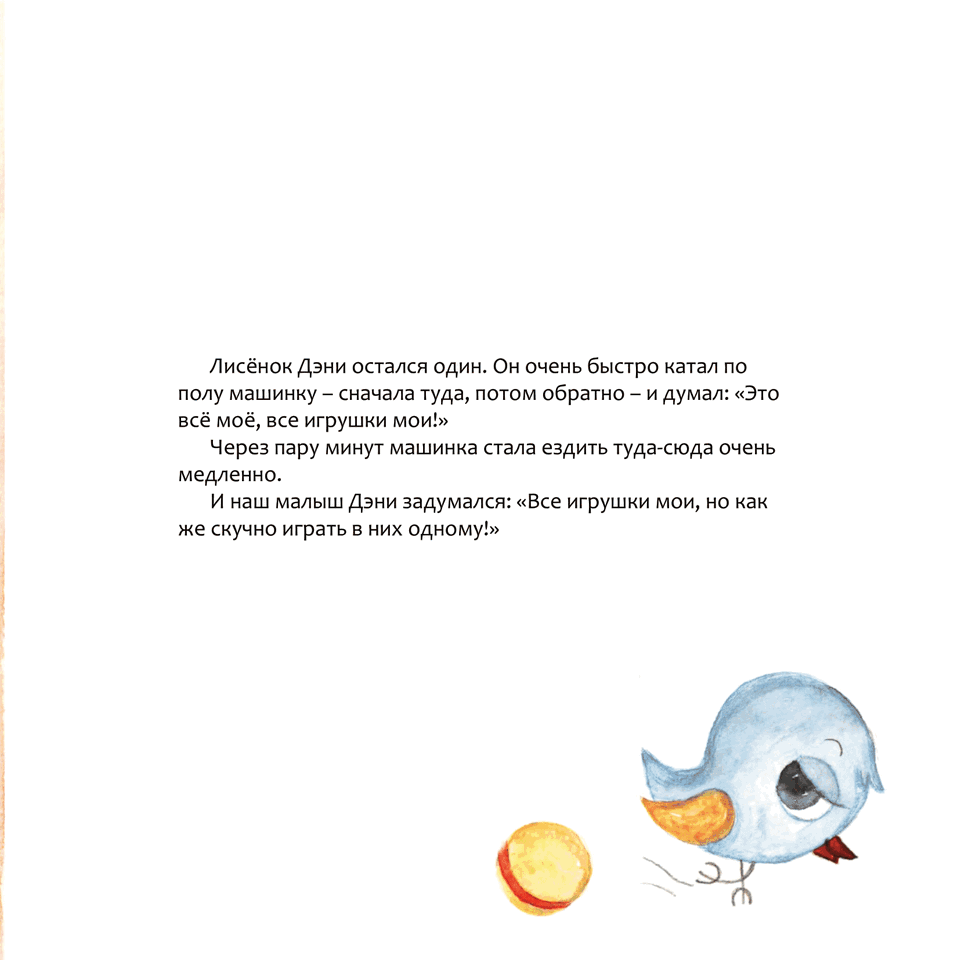 Лисёнок Дэни остался один. Он очень быстро катал по
полу машинку – сначала туда, потом обратно – и думал: «Это
всё моё, все игрушки мои!»
Через пару минут машинка стала ездить туда-сюда очень
медленно.
И наш малыш Дэни задумался: «Все игрушки мои, но как
же скучно играть в них одному!»